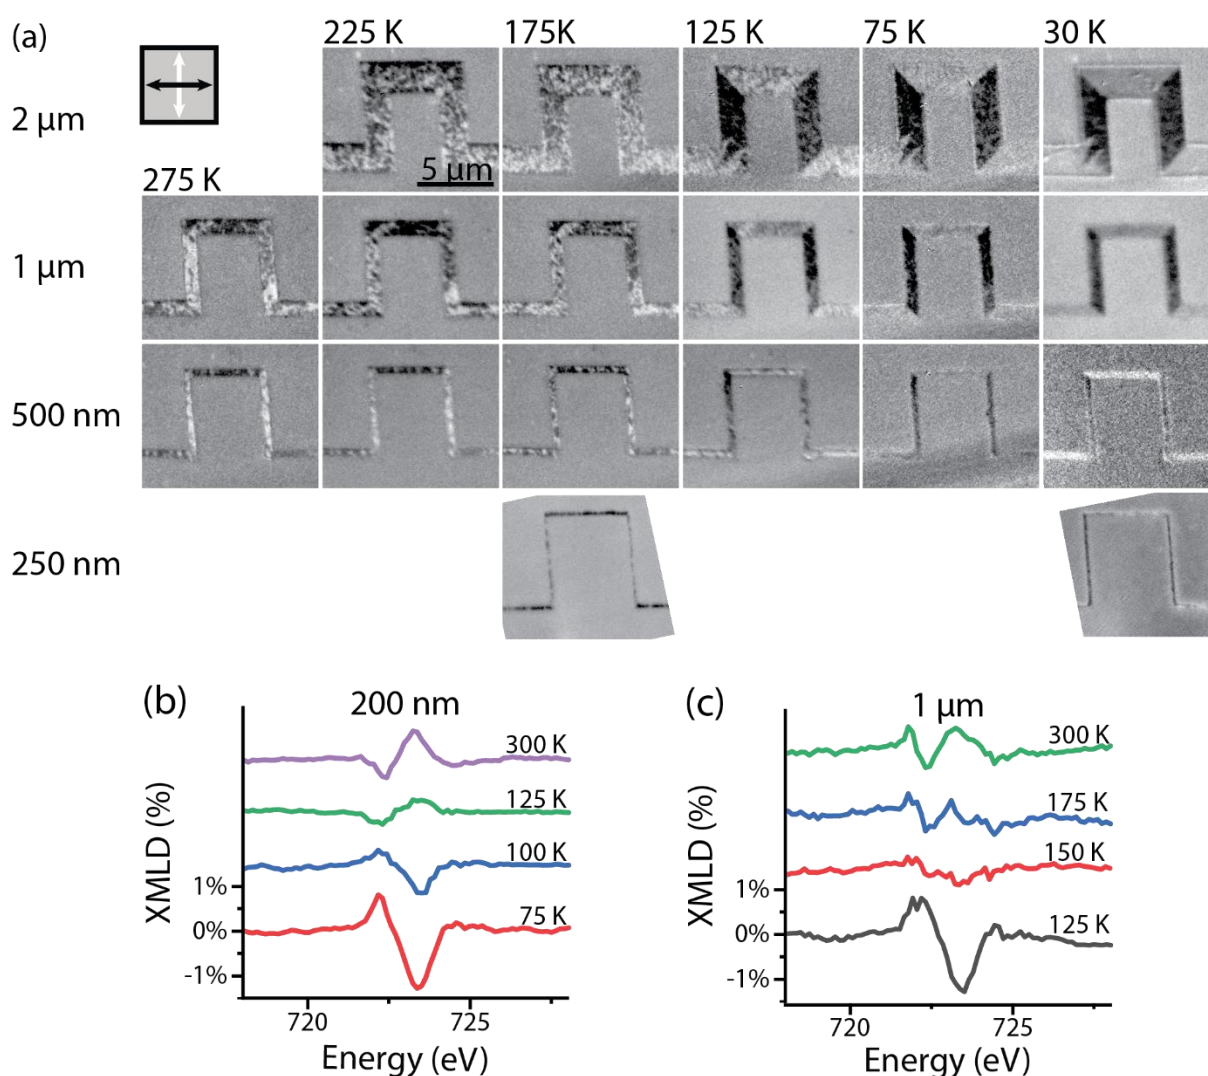 (a)
225 K 175K 125 K 75 K 30 K
2 μm
5 μm
275 K
1 μm
500 nm
250 nm
(b)
200 nm
300 K
125 K
100 K
75 K
XMLD (%)
1%
0%
-1%
720 725
Energy (eV)
(c)
1 μm
300 K
175 K
150 K
125 K
XMLD (%)
1%
0%
-1%
720 725
Energy (eV)